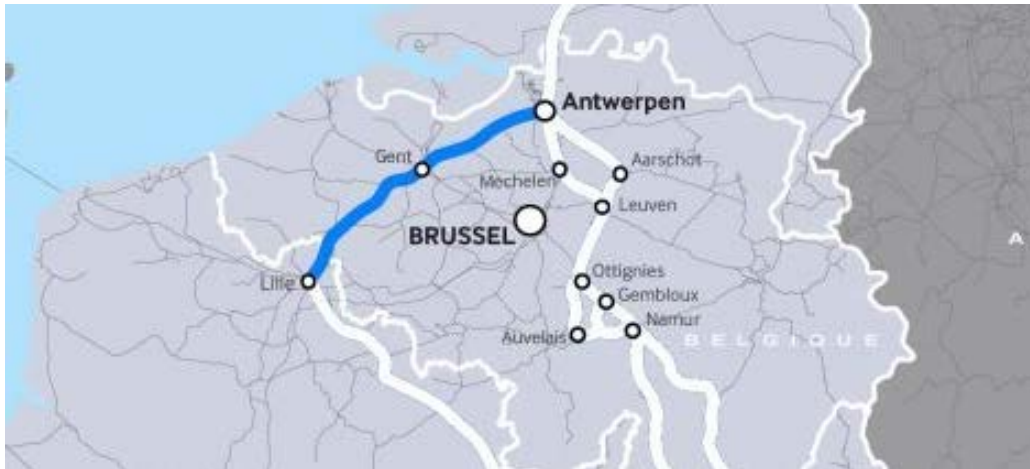 Antwerpen
Gent
Aarschot
Mechelen
Leuven
BRUSSEL
A
Ottignies
Lille
Gembloux
Namur
Auvelais
BELGIQUE